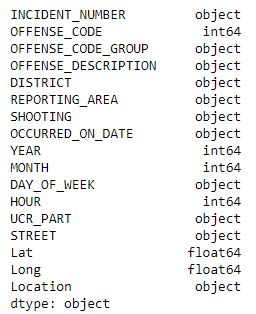 INCIDENT_NUMBER object
OFFENSE_CODE int64
OFFENSE_CODE_GROUP object
OFFENSE_DESCRIPTION object
DISTRICT object
REPORTING_AREA object
SHOOTING object
OCCURRED_ON_DATE object
YEAR int64
MONTH int64
DAY_OF_WEEK object
HOUR int64
UCR_PART object
STREET object
Lat float64
Long float64
Location object
dtype: object